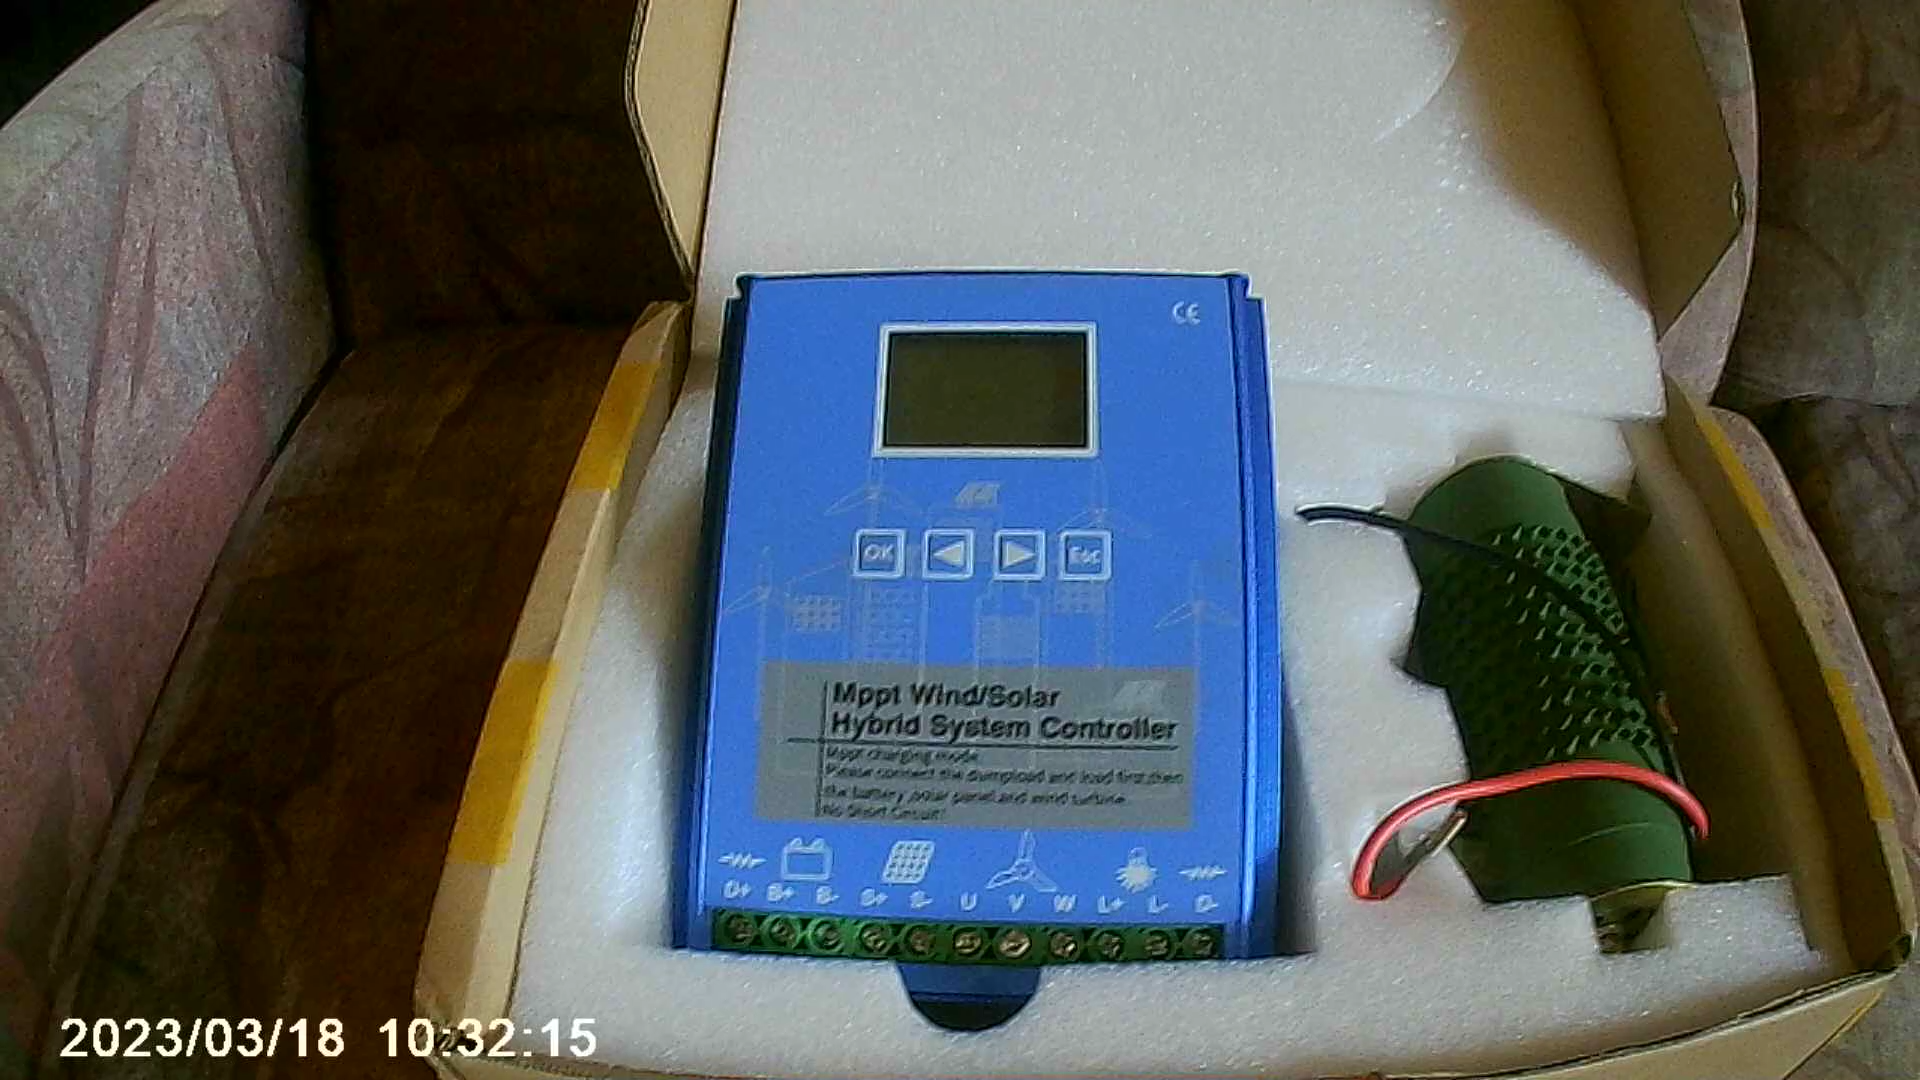 CE
OK
Esc
Mppt Wind/Solar
Hybrid System Controller
Mppt charging mode
Please connect the dumpload and load first,then
the battery ,solar panel,and wind turbine.
No Short Circuit!
D+ B+ B- S+ S- U V W L+ L- D-
2023/03/18 10:32:15